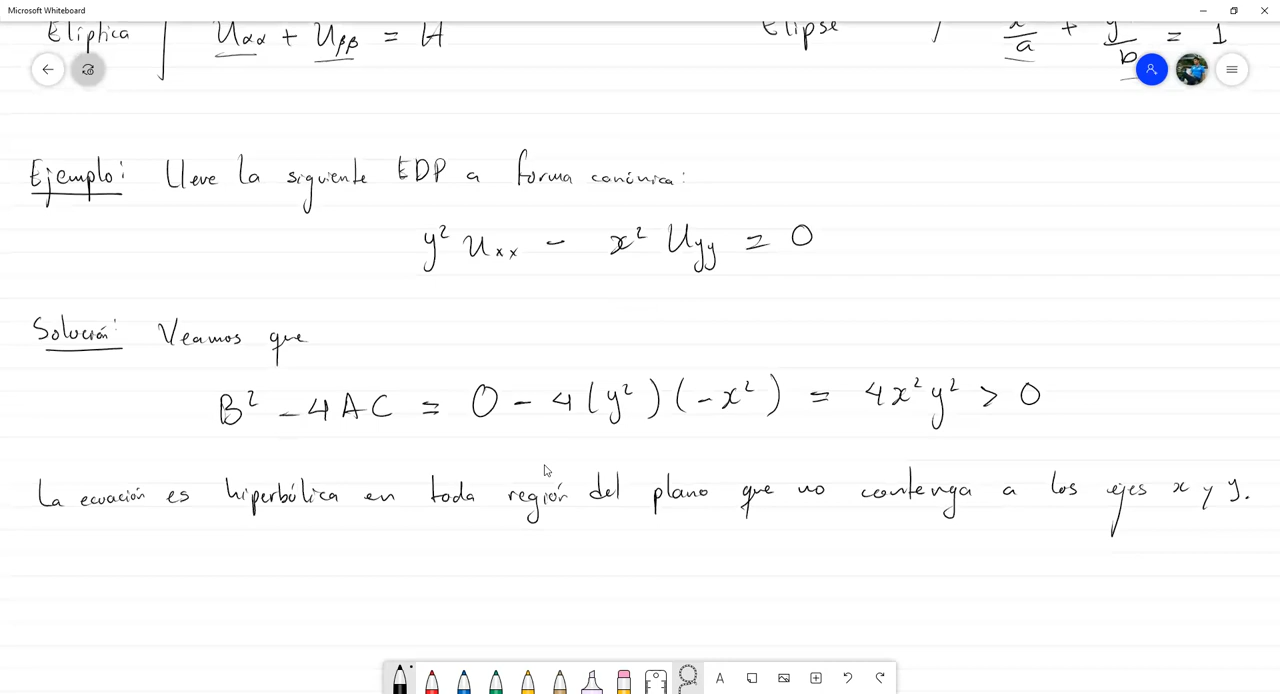 Microsoft Whiteboard
Elíptica Uαα + Uββ = H Elipse x/a + y/b = 1
Ejemplo: Lleve la siguiente EDP a forma canónica:
y² uxx - x² Uyy = 0
Solución: Veamos que
B² - 4AC = 0 - 4(y²)(-x²) = 4x²y² > 0
La ecuación es hiperbólica en toda región del plano que no contenga a los ejes x y y.